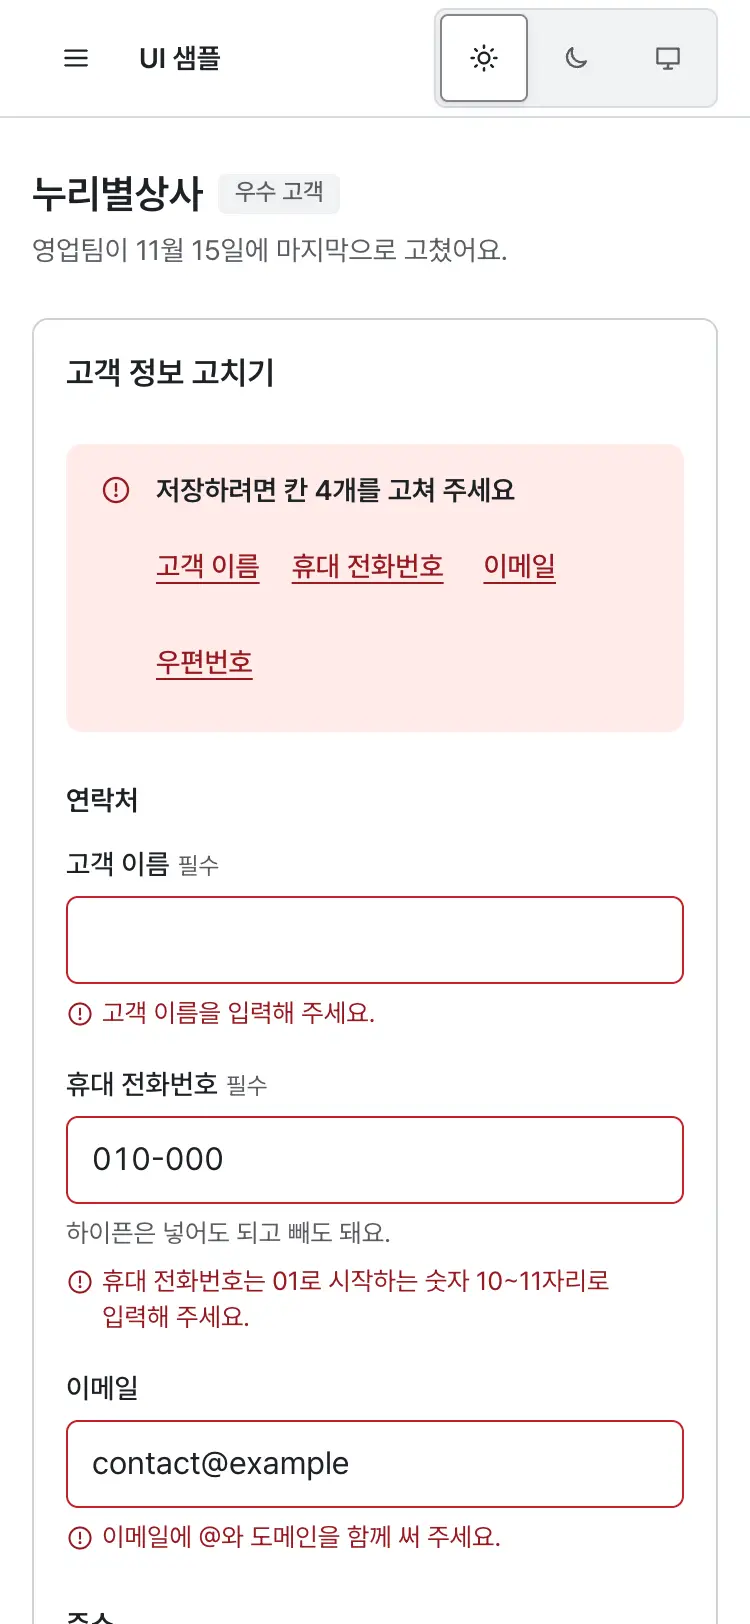 UI 샘플
누리별상사 우수 고객
영업팀이 11월 15일에 마지막으로 고쳤어요.
고객 정보 고치기
저장하려면 칸 4개를 고쳐 주세요
고객 이름 휴대 전화번호 이메일
우편번호
연락처
고객 이름 필수
고객 이름을 입력해 주세요.
휴대 전화번호 필수
010-000
하이픈은 넣어도 되고 빼도 돼요.
휴대 전화번호는 01로 시작하는 숫자 10~11자리로
입력해 주세요.
이메일
contact@example
이메일에 @와 도메인을 함께 써 주세요.